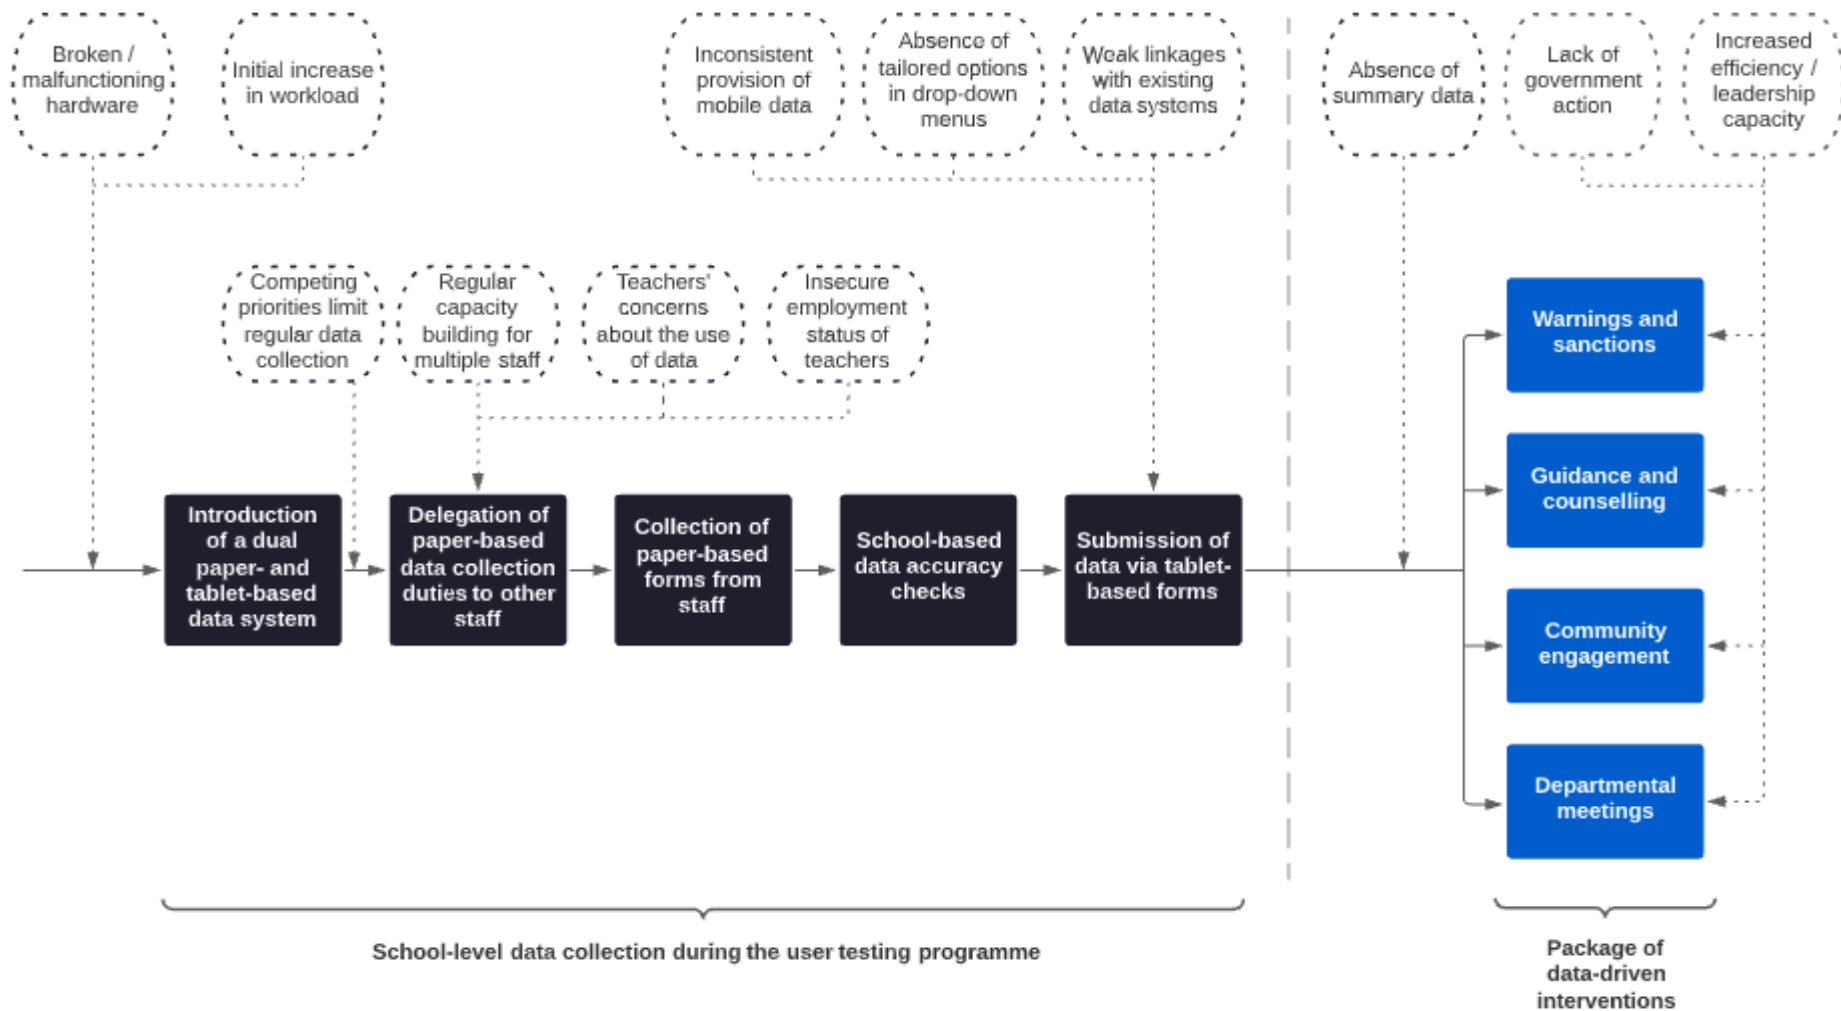 Broken /
malfunctioning
hardware
Initial increase
in workload
Inconsistent
provision of
mobile data
Absence of
tailored options
in drop-down
menus
Weak linkages
with existing
data systems
Absence of
summary data
Lack of
government
action
Increased
efficiency /
leadership
capacity
Competing
priorities limit
regular data
collection
Regular
capacity
building for
multiple staff
Teachers'
concerns
about the use
of data
Insecure
employment
status of
teachers
Introduction
of a dual
paper- and
tablet-based
data system
Delegation of
paper-based
data collection
duties to other
staff
Collection of
paper-based
forms from
staff
School-based
data accuracy
checks
Submission of
data via tablet-
based forms
Warnings and
sanctions
Guidance and
counselling
Community
engagement
Departmental
meetings
School-level data collection during the user testing programme
Package of
data-driven
interventions